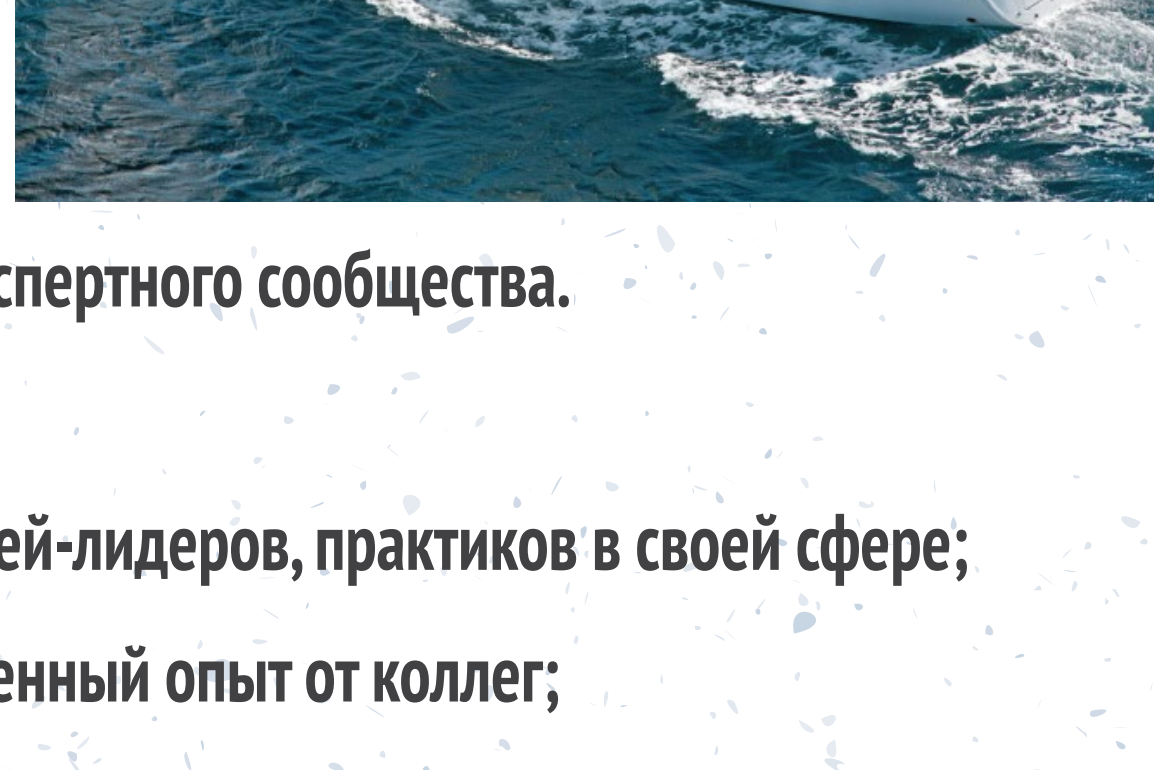 спертного сообщества.
ей-лидеров, практиков в своей сфере;
енный опыт от коллег;